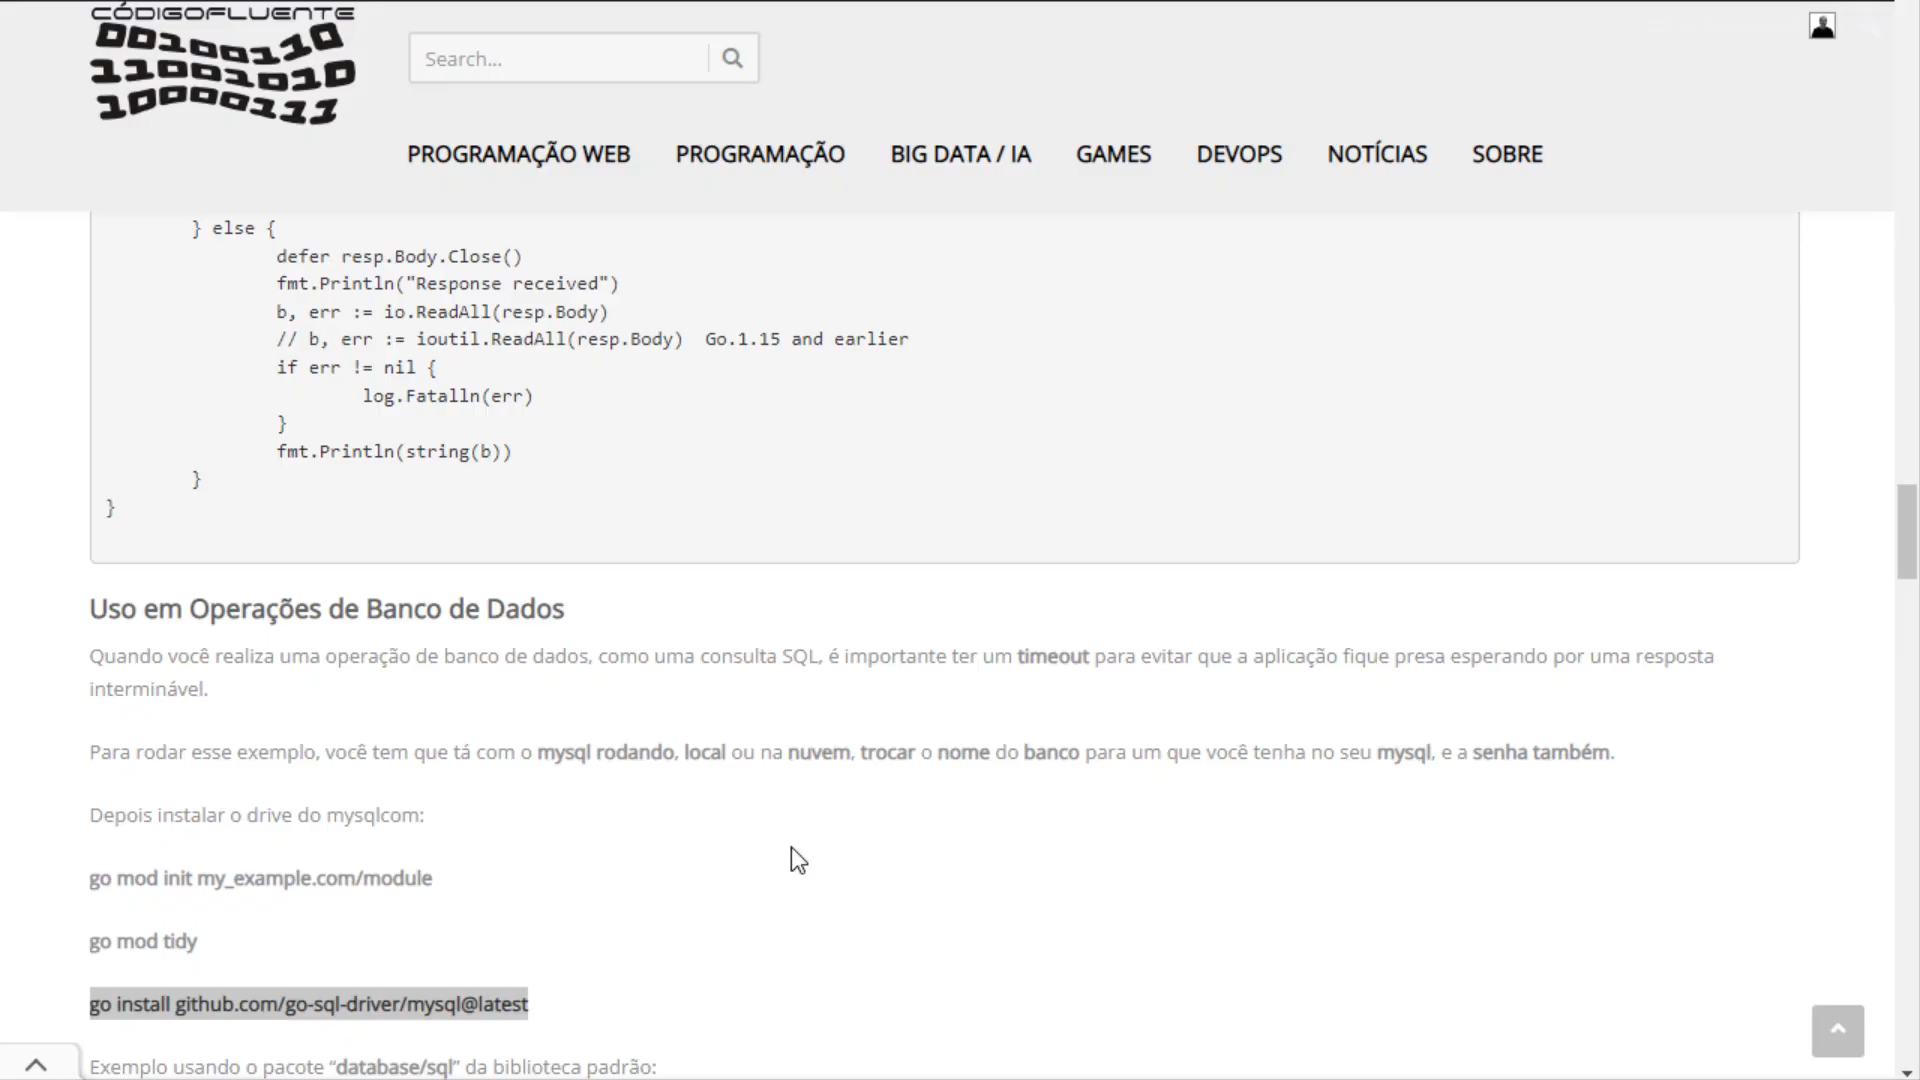 CÓDIGOFLUENTE
00100110
11001010
10000111
Search...
PROGRAMAÇÃO WEB PROGRAMAÇÃO BIG DATA / IA GAMES DEVOPS NOTÍCIAS SOBRE
} else {
defer resp.Body.Close()
fmt.Println("Response received")
b, err := io.ReadAll(resp.Body)
// b, err := ioutil.ReadAll(resp.Body)  Go.1.15 and earlier
if err != nil {
log.Fatalln(err)
}
fmt.Println(string(b))
}
}
Uso em Operações de Banco de Dados
Quando você realiza uma operação de banco de dados, como uma consulta SQL, é importante ter um timeout para evitar que a aplicação fique presa esperando por uma resposta
interminável.
Para rodar esse exemplo, você tem que tá com o mysql rodando, local ou na nuvem, trocar o nome do banco para um que você tenha no seu mysql, e a senha também.
Depois instalar o drive do mysqlcom:
go mod init my_example.com/module
go mod tidy
go install github.com/go-sql-driver/mysql@latest
Exemplo usando o pacote “database/sql” da biblioteca padrão: